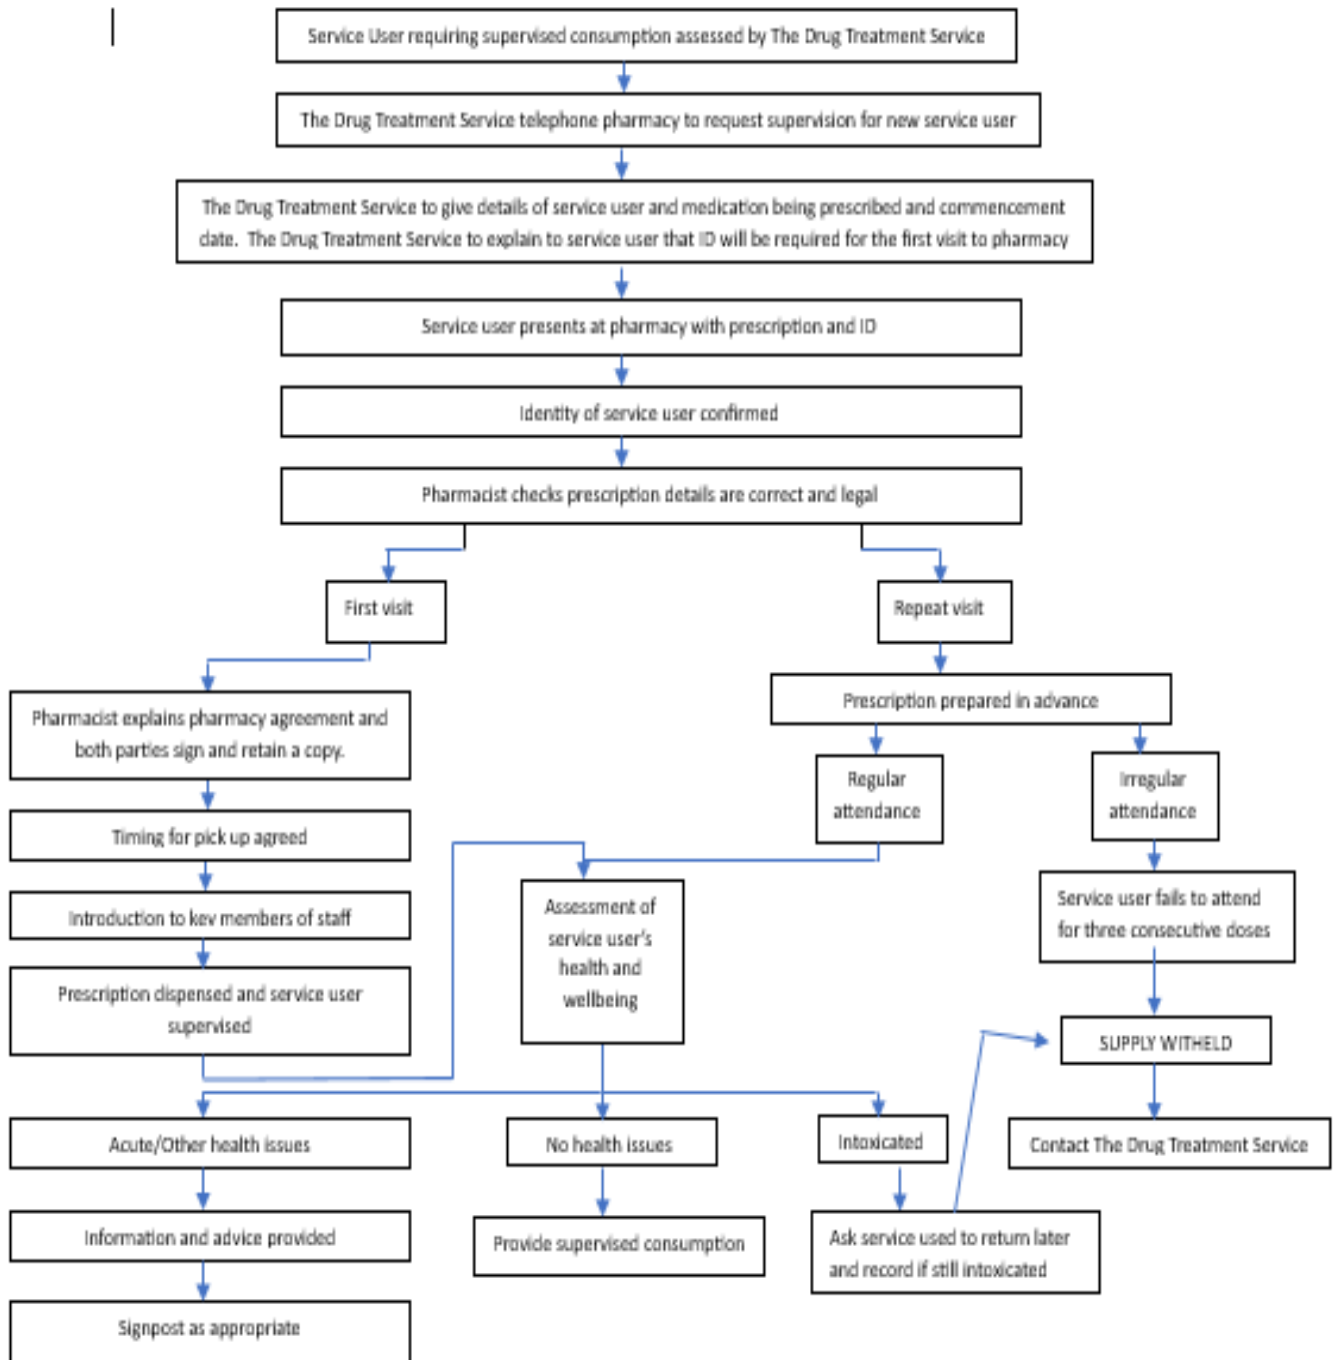 Service User requiring supervised consumption assessed by The Drug Treatment Service
The Drug Treatment Service telephone pharmacy to request supervision for new service user
The Drug Treatment Service to give details of service user and medication being prescribed and commencement
date. The Drug Treatment Service to explain to service user that ID will be required for the first visit to pharmacy
Service user presents at pharmacy with prescription and ID
Identity of service user confirmed
Pharmacist checks prescription details are correct and legal
First visit
Repeat visit
Pharmacist explains pharmacy agreement and
both parties sign and retain a copy.
Timing for pick up agreed
Introduction to key members of staff
Prescription dispensed and service user
supervised
Prescription prepared in advance
Regular
attendance
Irregular
attendance
Assessment of
service user's
health and
wellbeing
Service user fails to attend
for three consecutive doses
SUPPLY WITHELD
Contact The Drug Treatment Service
Acute/Other health issues
Information and advice provided
Signpost as appropriate
No health issues
Provide supervised consumption
Intoxicated
Ask service used to return later
and record if still intoxicated